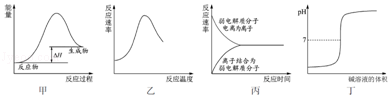 能量
生成物
ΔH
反应物
反应过程
甲
反应速率
反应温度
乙
反应速率
弱电解质分子
电离为离子
离子结合为
弱电解质分子
反应时间
丙
pH
7
碱溶液的体积
丁